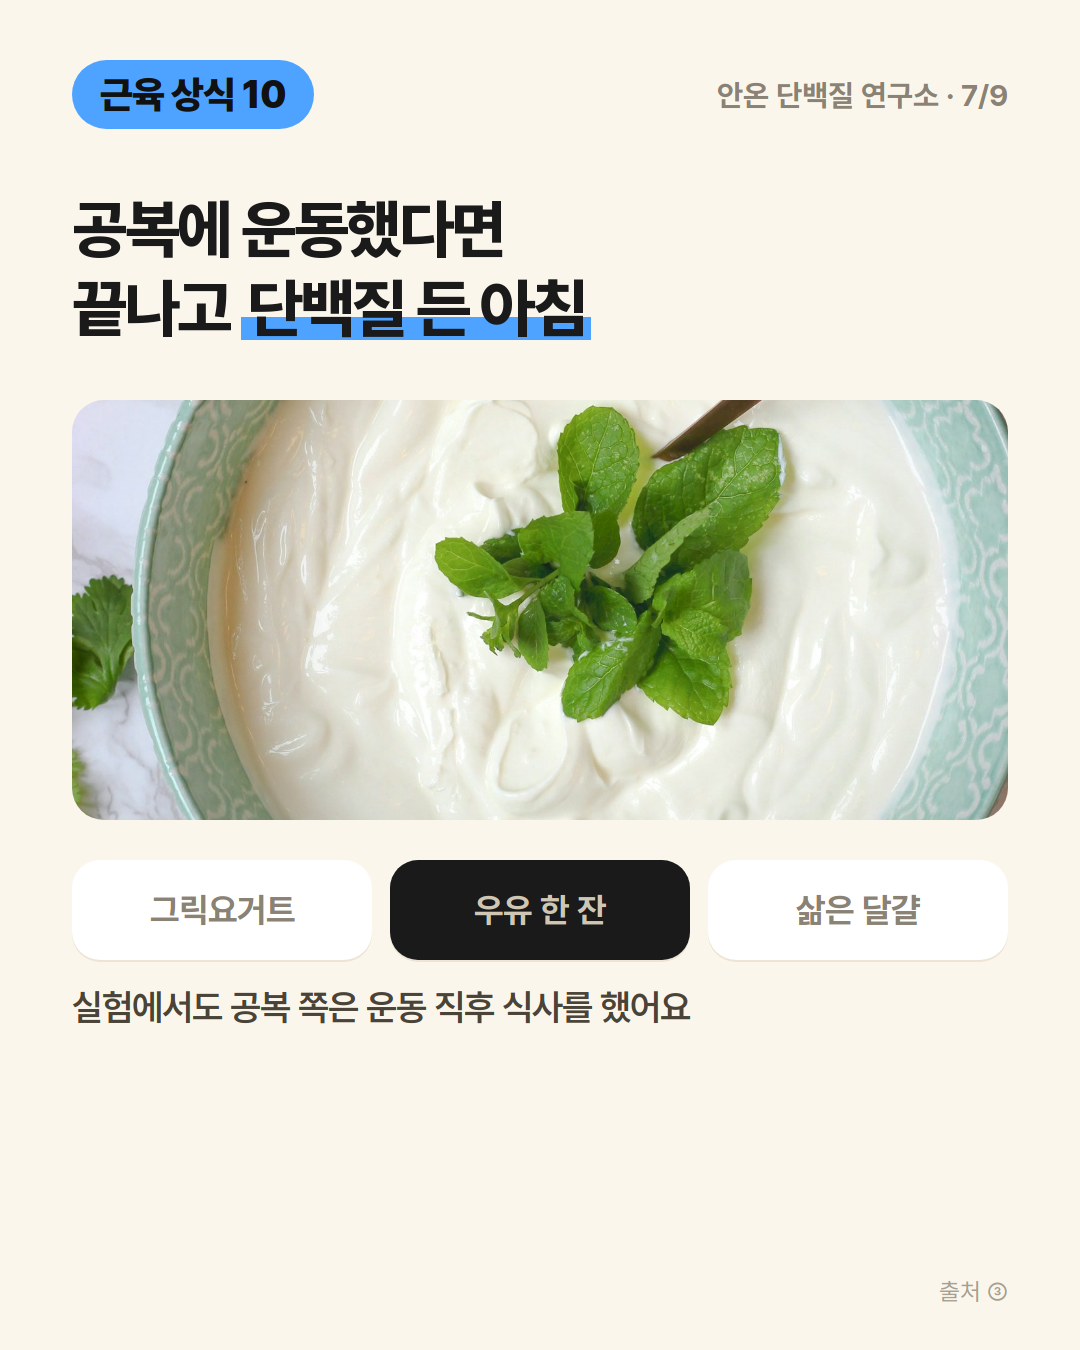 근육 상식 10
안온 단백질 연구소 · 7/9
공복에 운동했다면
끝나고 단백질 든 아침
그릭요거트
우유 한 잔
삶은 달걀
실험에서도 공복 쪽은 운동 직후 식사를 했어요
출처 ③